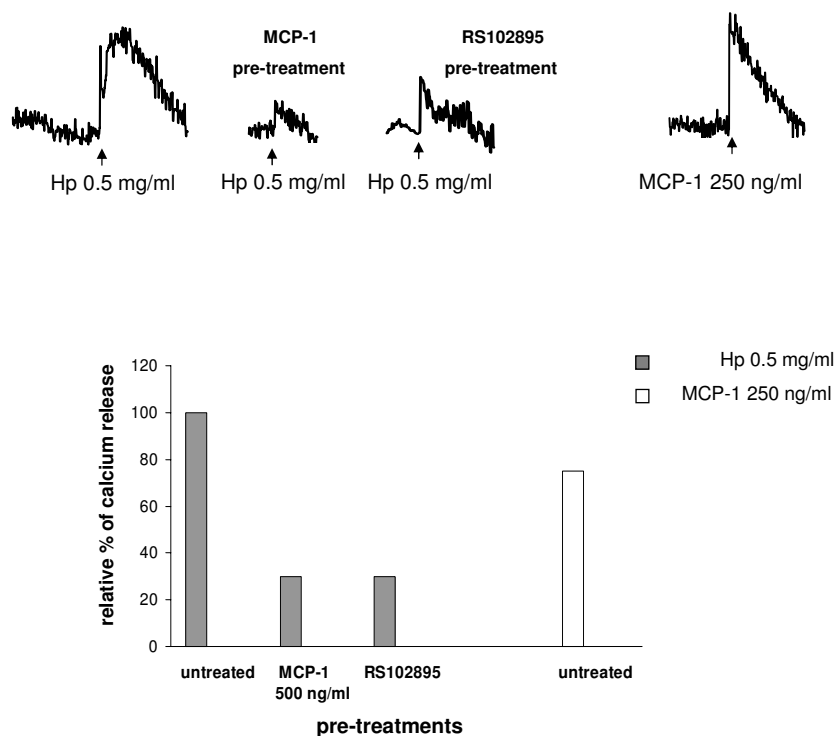 MCP-1
pre-treatment
RS102895
pre-treatment
Hp 0.5 mg/ml
Hp 0.5 mg/ml
Hp 0.5 mg/ml
MCP-1 250 ng/ml
relative % of calcium release
120
100
80
60
40
20
0
untreated
MCP-1
500 ng/ml
RS102895
untreated
pre-treatments
Hp 0.5 mg/ml
MCP-1 250 ng/ml